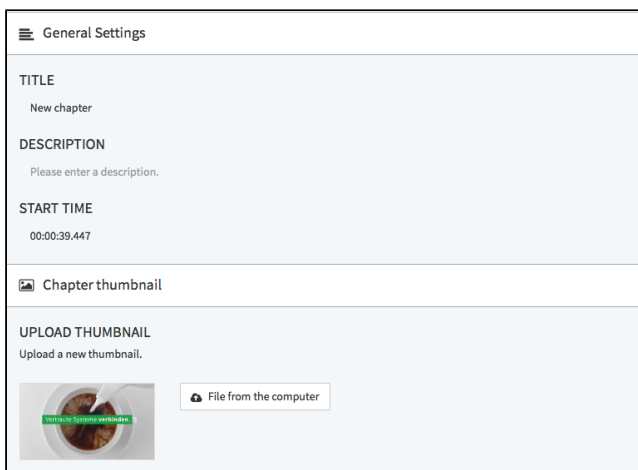 General Settings
TITLE
New chapter
DESCRIPTION
Please enter a description.
START TIME
00:00:39.447
Chapter thumbnail
UPLOAD THUMBNAIL
Upload a new thumbnail.
File from the computer
Vertraute Systeme verbinden.